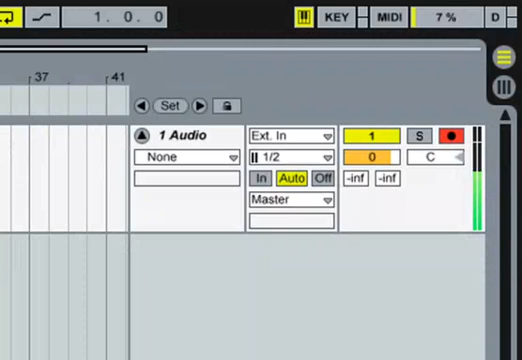 1. 0. 0 KEY MIDI 7 % D
37 41
Set
1 Audio Ext. In 1 S
None 1/2 0 C
In Auto Off -inf -inf
Master